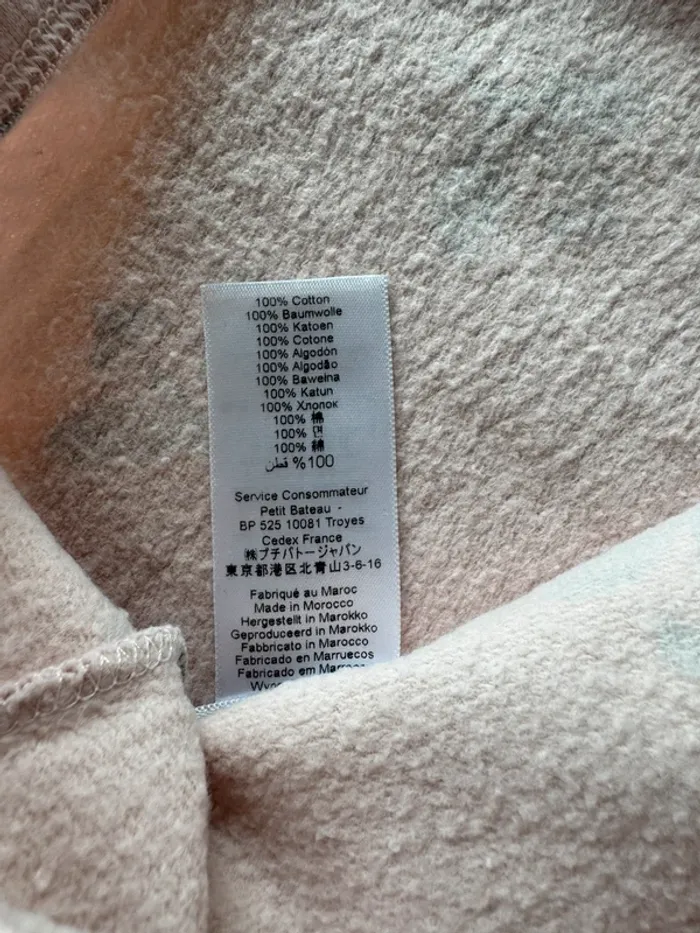 100% Cotton
100% Baumwolle
100% Katoen
100% Cotone
100% Algodón
100% Algodão
100% Bawełna
100% Katun
100% Хлопок
100% 棉
100% 면
100% 綿
100% قطن
Service Consommateur
Petit Bateau -
BP 525 10081 Troyes
Cedex France
㈱プチバトージャパン
東京都港区北青山3-6-16
Fabriqué au Maroc
Made in Morocco
Hergestellt in Marokko
Geproduceerd in Marokko
Fabbricato in Marocco
Fabricado en Marruecos
Fabricado em